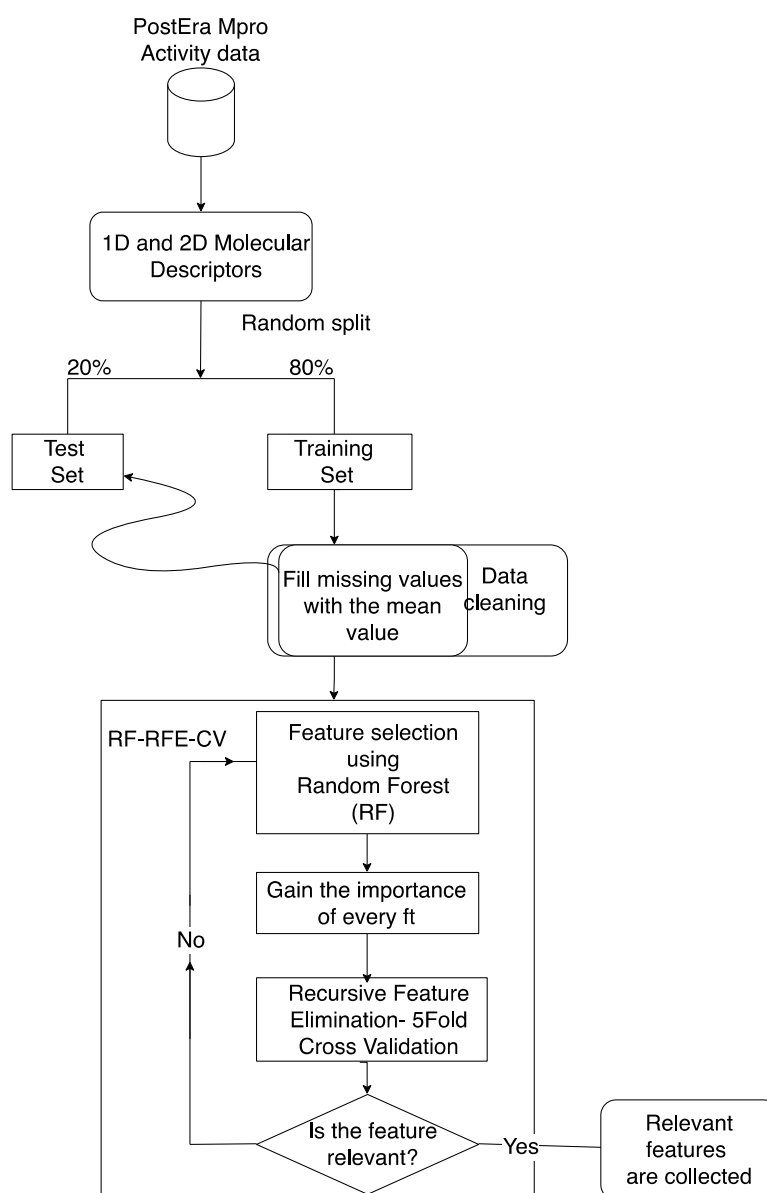 PostEra Mpro
Activity data
1D and 2D Molecular
Descriptors
Random split
20%
80%
Test
Set
Training
Set
Fill missing values
with the mean
value
Data
cleaning
RF-RFE-CV
Feature selection
using
Random Forest
(RF)
Gain the importance
of every ft
No
Recursive Feature
Elimination- 5Fold
Cross Validation
Is the feature
relevant?
Yes
Relevant
features
are collected